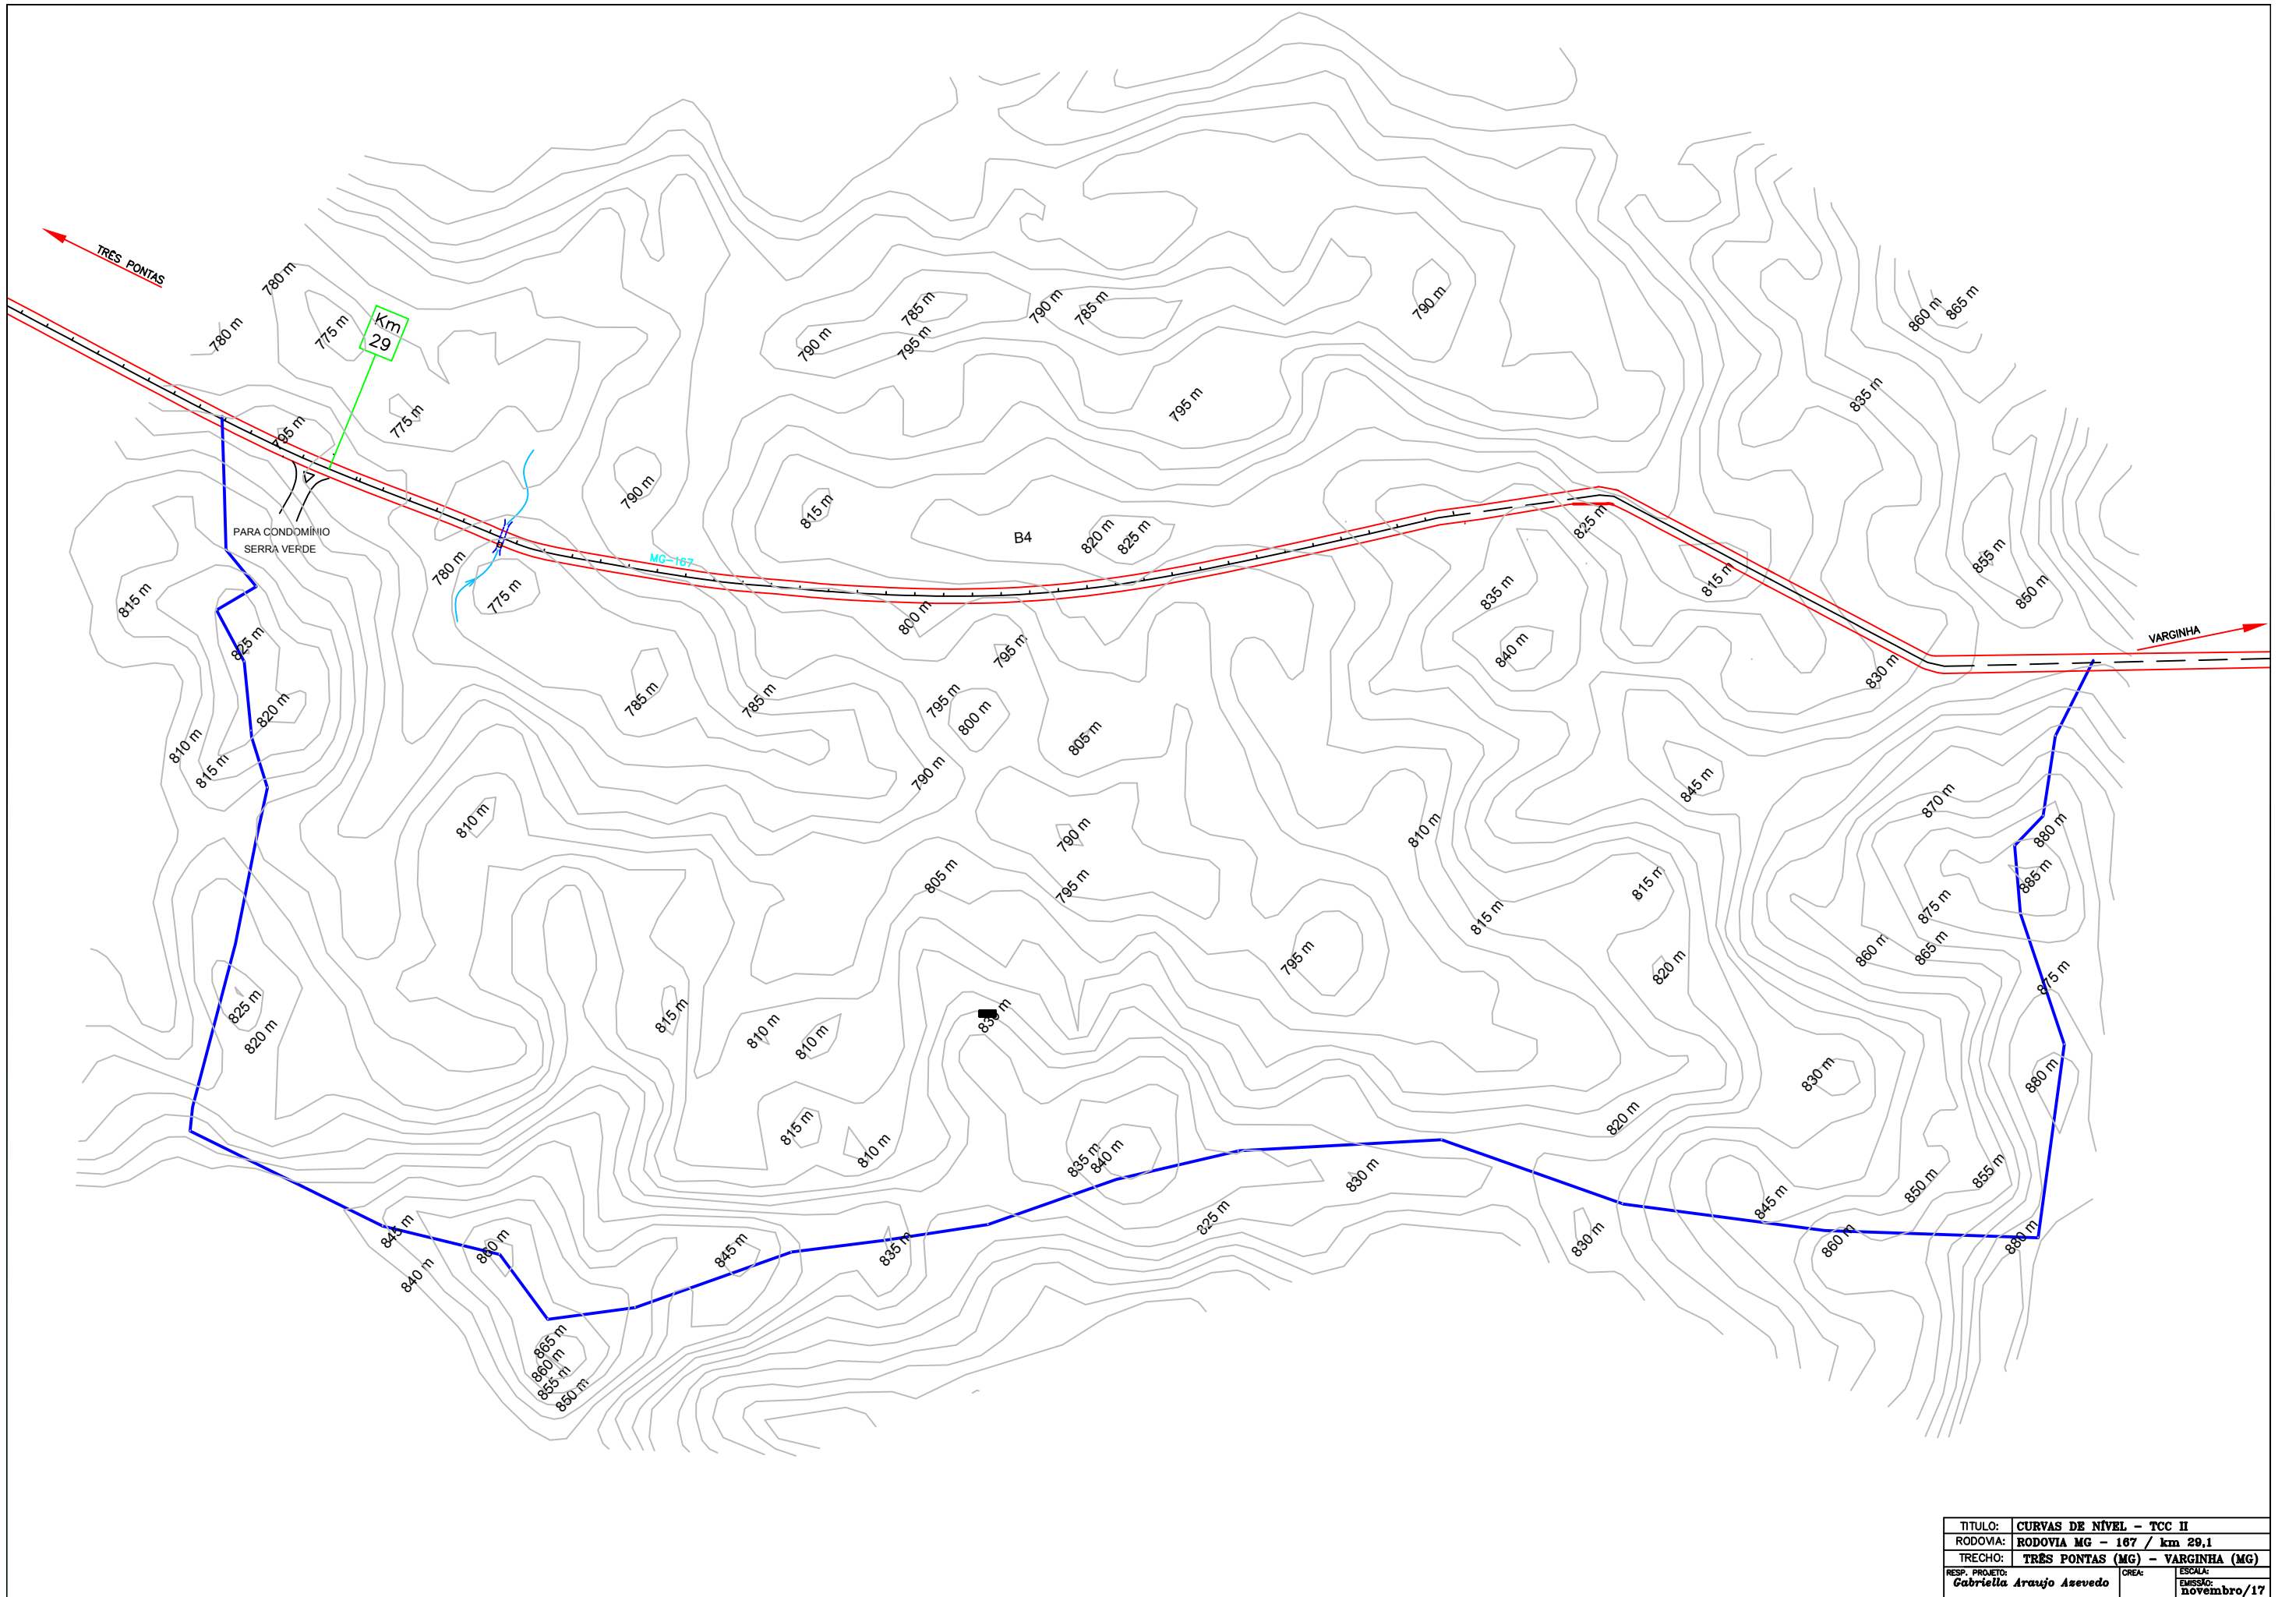 TRÊS PONTAS
780 m
865 m
860 m
775 m
780 m
Km
29
785 m
790 m
785 m
790 m
790 m
795 m
835 m
795 m
775 m
795 m
790 m
815 m
820 m
825 m
B4
825 m
PARA CONDOMÍNIO
SERRA VERDE
MG-167
780 m
775 m
855 m
850 m
815 m
835 m
815 m
800 m
VARGINHA
825 m
795 m
840 m
830 m
820 m
785 m
785 m
795 m
800 m
805 m
810 m
815 m
790 m
845 m
870 m
810 m
790 m
810 m
880 m
805 m
795 m
815 m
885 m
815 m
875 m
860 m
865 m
795 m
820 m
875 m
825 m
820 m
815 m
810 m
810 m
830 m
830 m
880 m
815 m
810 m
820 m
835 m
840 m
830 m
850 m
855 m
845 m
825 m
845 m
840 m
860 m
845 m
835 m
830 m
860 m
880 m
865 m
860 m
855 m
850 m
TITULO: CURVAS DE NÍVEL - TCC II
RODOVIA: RODOVIA MG - 167 / km 29,1
TRECHO: TRÊS PONTAS (MG) - VARGINHA (MG)
RESP. PROJETO: CREA: ESCALA:
Gabriella Araujo Azevedo
EMISSÃO:
novembro/17